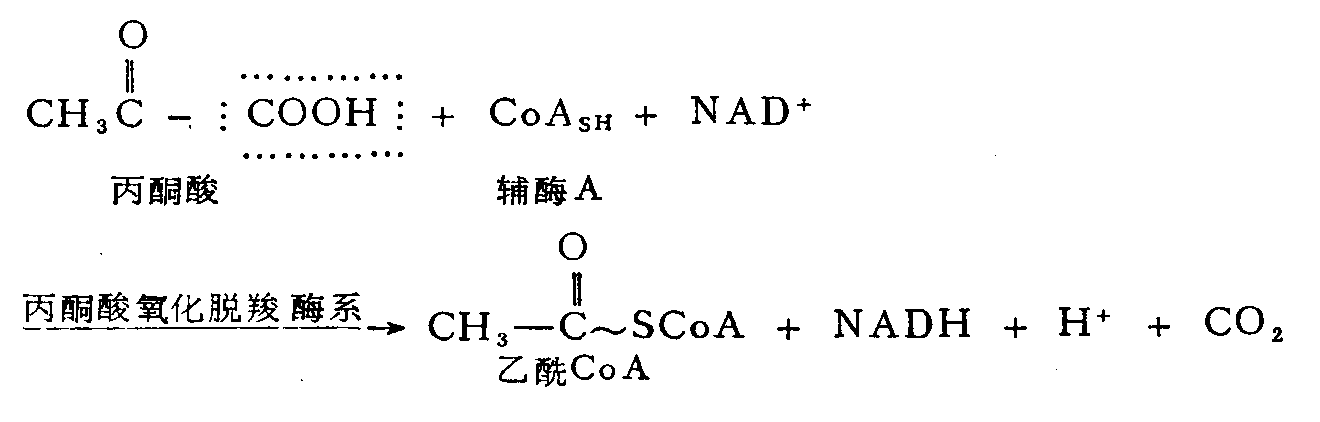 O
‖
CH₃C – COOH + CoASH + NAD⁺
丙酮酸 辅酶A
O
‖
丙酮酸氧化脱羧酶系→ CH₃—C~SCoA + NADH + H⁺ + CO₂
乙酰CoA